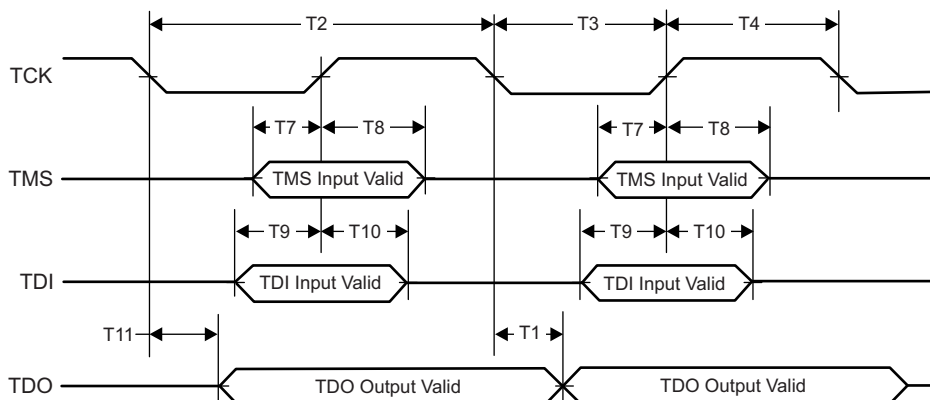 T2 T3 T4
TCK
T7 T8 T7 T8
TMS TMS Input Valid TMS Input Valid
T9 T10 T9 T10
TDI TDI Input Valid TDI Input Valid
T11 T1
TDO TDO Output Valid TDO Output Valid